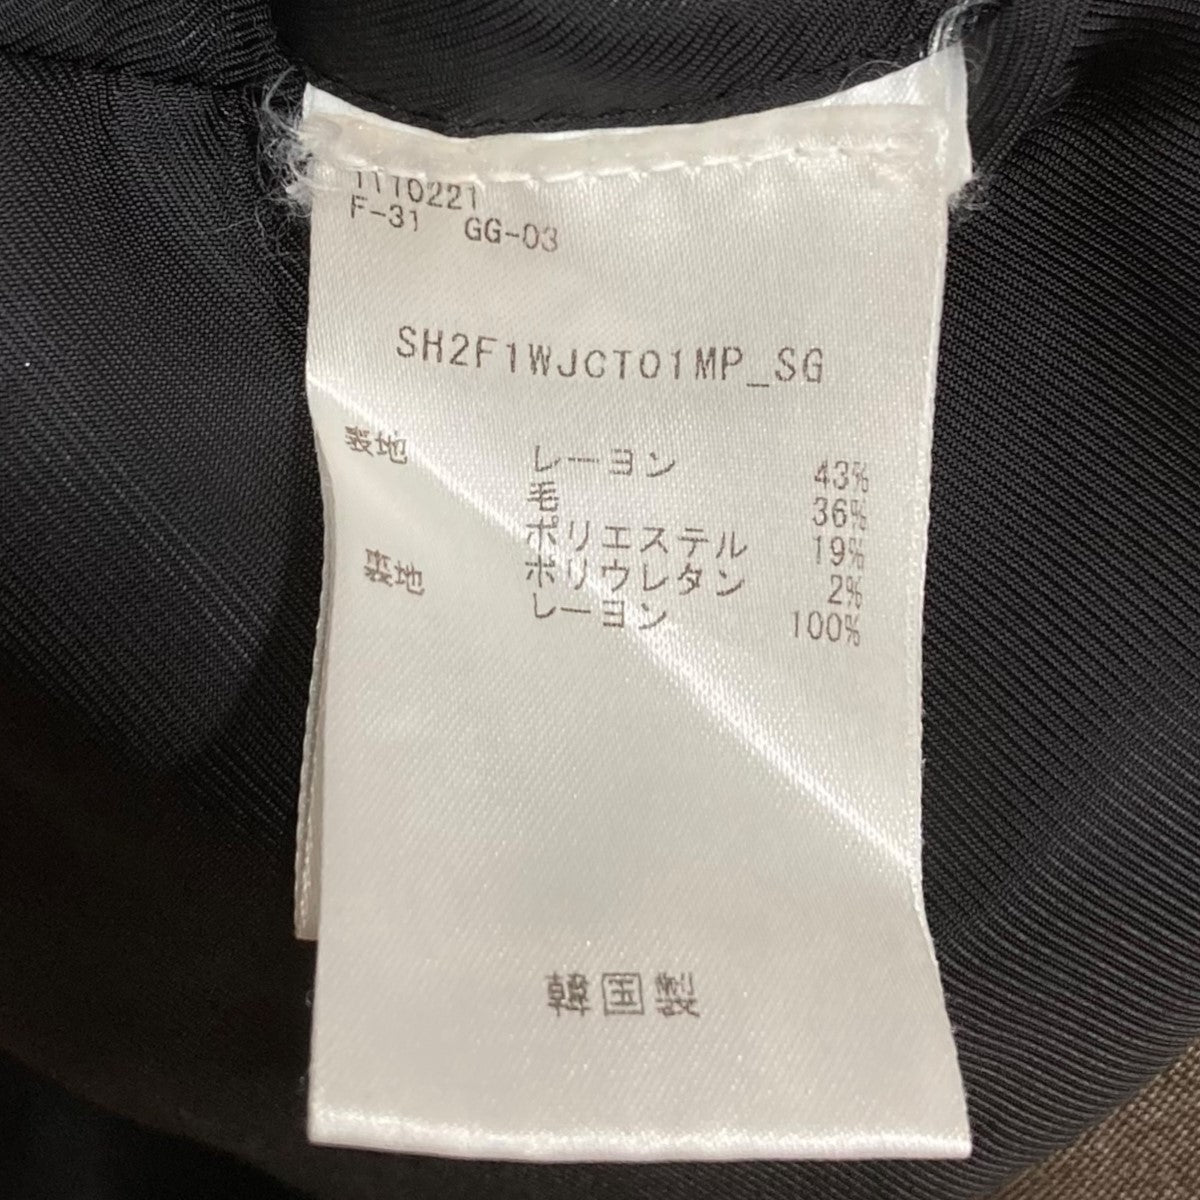 1110221
F-31 GG-03
SH2F1WJCT01MP_SG
表地 レーヨン 43%
毛 36%
ポリエステル 19%
ポリウレタン 2%
裏地 レーヨン 100%
韓国製